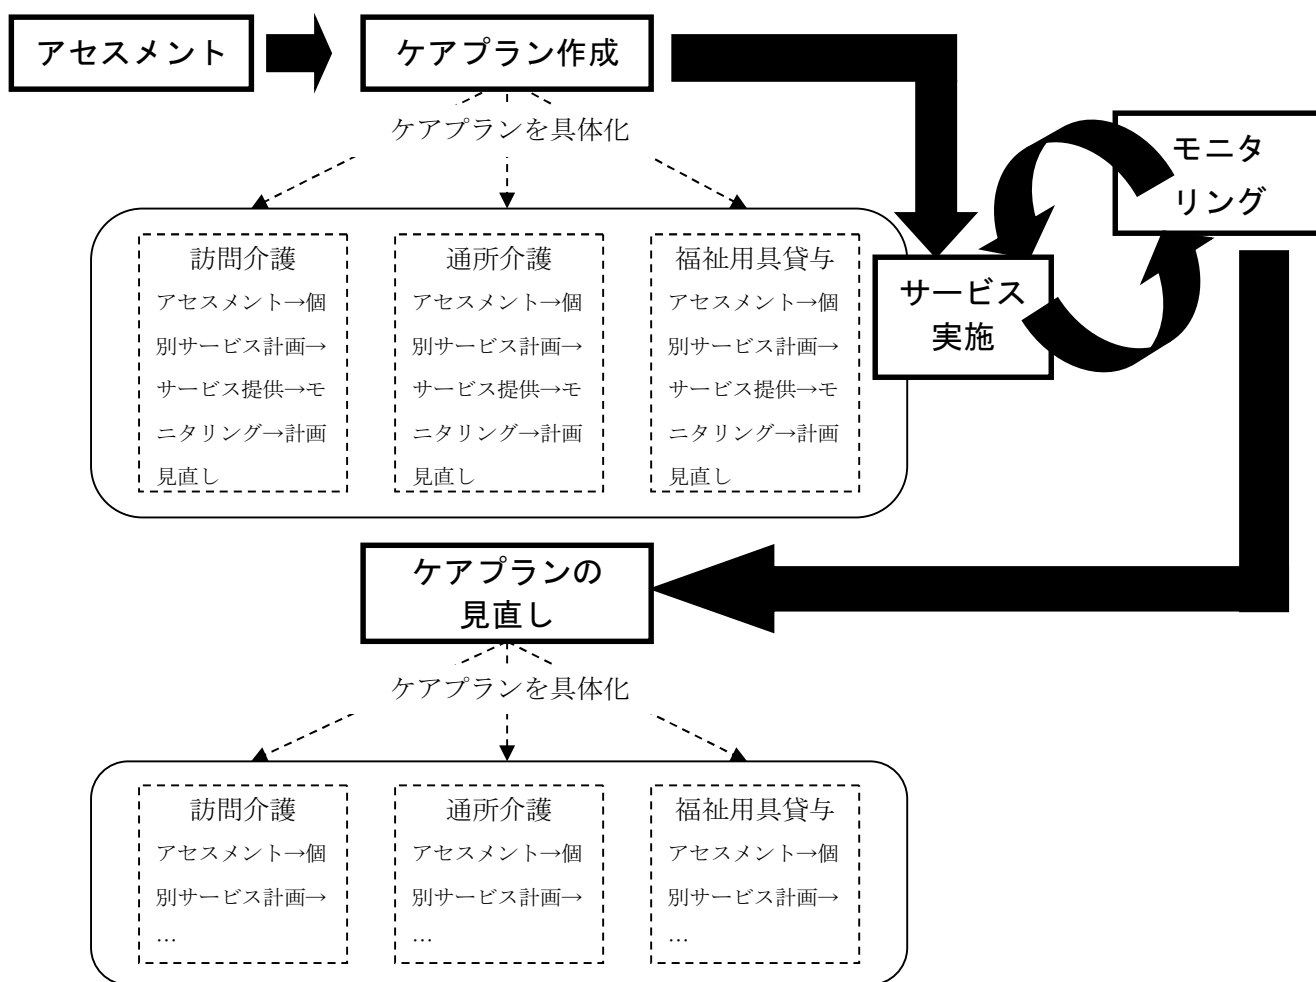 アセスメント
ケアプラン作成
ケアプランを具体化
モニタ
リング
訪問介護
アセスメント→個
別サービス計画→
サービス提供→モ
ニタリング→計画
見直し
通所介護
アセスメント→個
別サービス計画→
サービス提供→モ
ニタリング→計画
見直し
福祉用具貸与
アセスメント→個
別サービス計画→
サービス提供→モ
ニタリング→計画
見直し
サービス
実施
ケアプランの
見直し
ケアプランを具体化
訪問介護
アセスメント→個
別サービス計画→
…
通所介護
アセスメント→個
別サービス計画→
…
福祉用具貸与
アセスメント→個
別サービス計画→
…